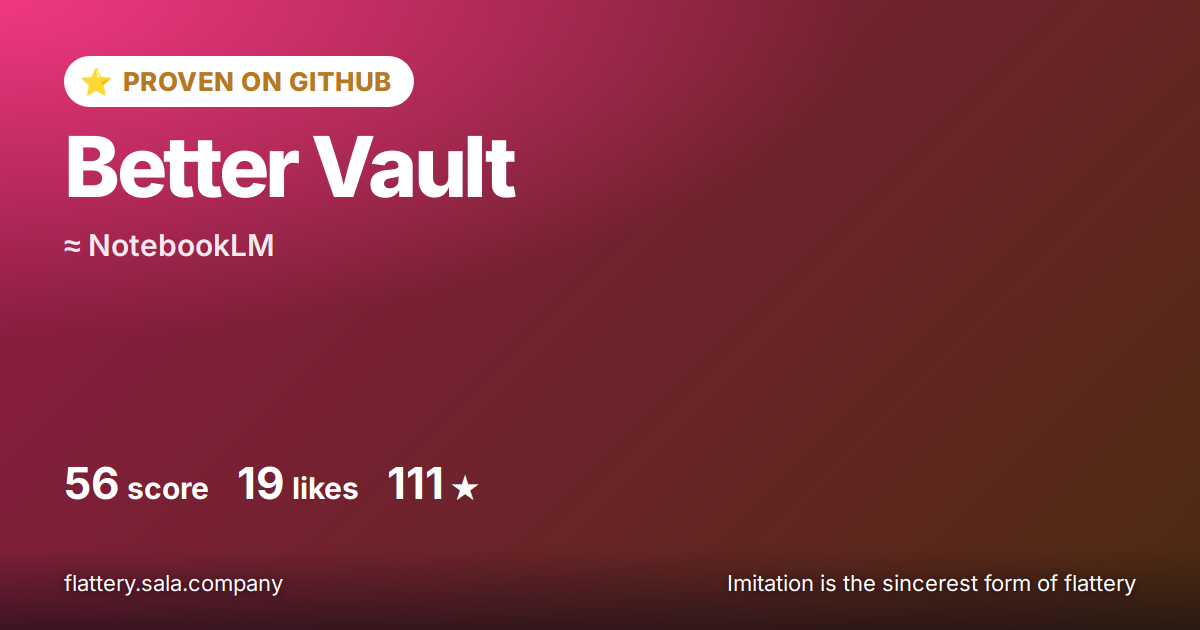 ⭐ PROVEN ON GITHUB
Better Vault
≈ NotebookLM
56 score 19 likes 111 ★
flattery.sala.company
Imitation is the sincerest form of flattery